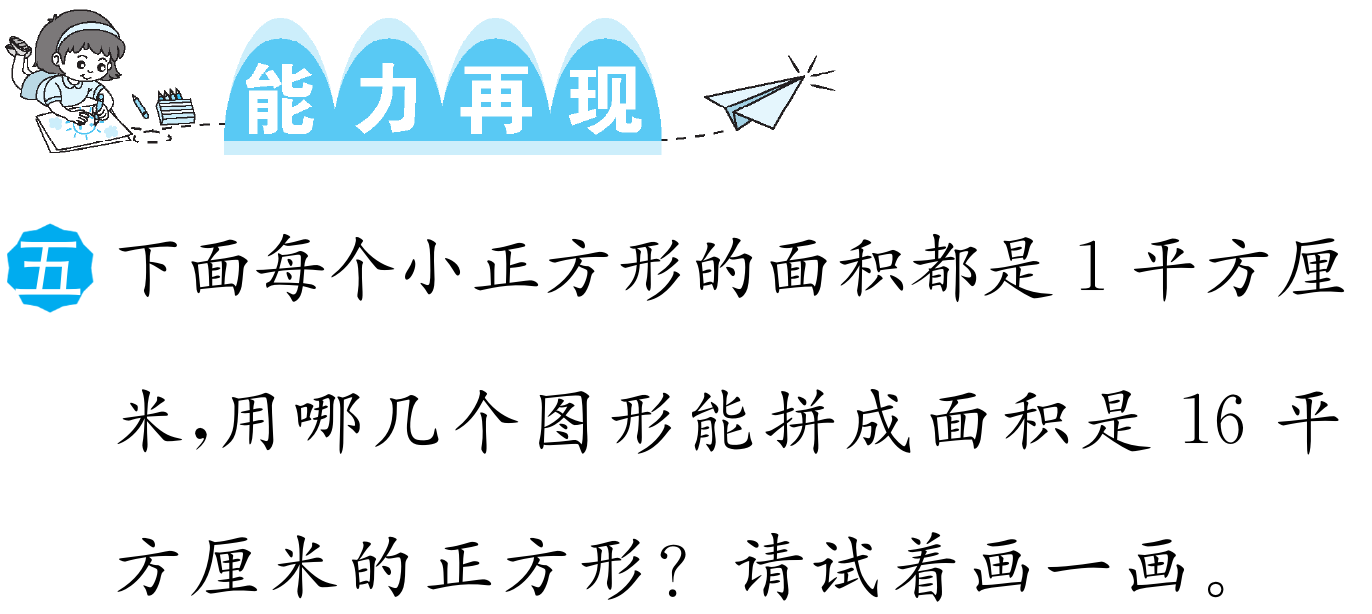 能力再现
五 下面每个小正方形的面积都是1平方厘
米,用哪几个图形能拼成面积是16平
方厘米的正方形?请试着画一画。